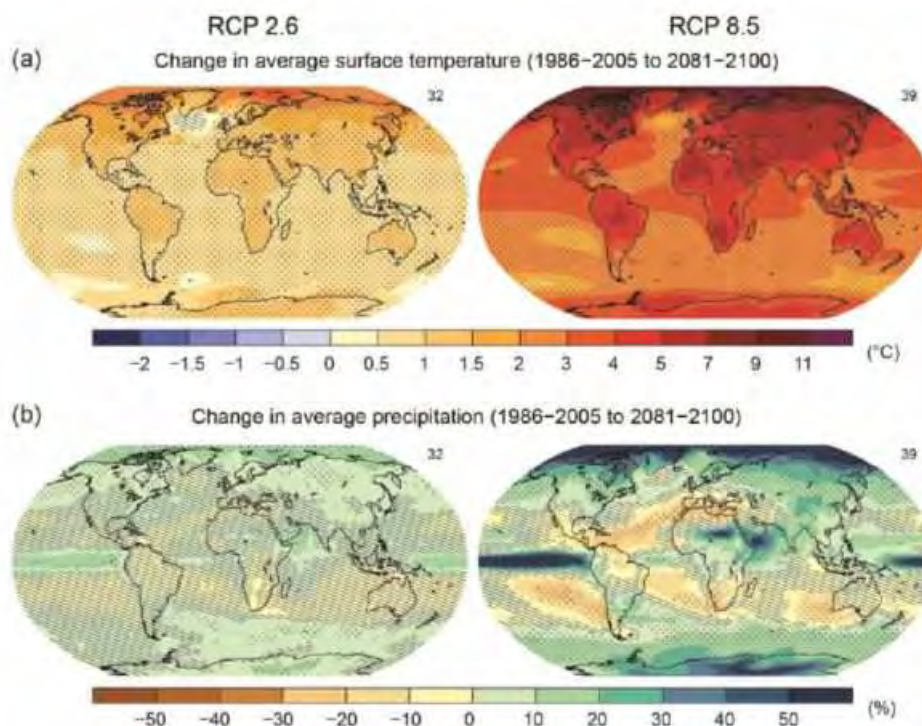 RCP 2.6 RCP 8.5
(a) Change in average surface temperature (1986−2005 to 2081−2100)
32 39
−2 −1.5 −1 −0.5 0 0.5 1 1.5 2 3 4 5 7 9 11 (°C)
(b) Change in average precipitation (1986−2005 to 2081−2100)
32 39
−50 −40 −30 −20 −10 0 10 20 30 40 50 (%)